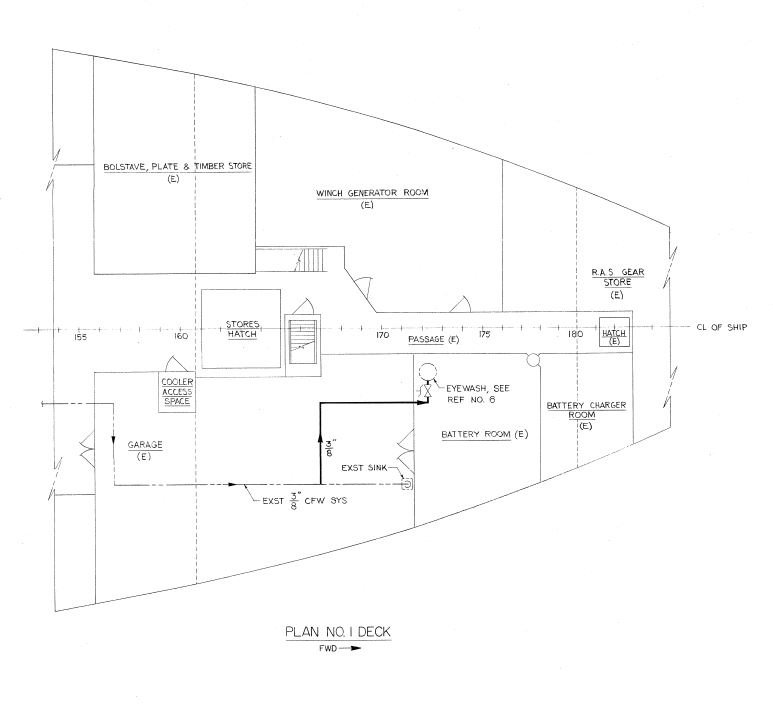 BOLSTAVE, PLATE & TIMBER STORE
(E)
WINCH GENERATOR ROOM
(E)
R.A.S GEAR
STORE
(E)
STORES
HATCH
155
160
170
175
180
CL OF SHIP
PASSAGE (E)
HATCH
(E)
COOLER
ACCESS
SPACE
EYEWASH, SEE
REF NO. 6
BATTERY CHARGER
ROOM
(E)
BATTERY ROOM (E)
GARAGE
(E)
3/8"
EXST SINK
EXST 3/8" CFW SYS
PLAN NO. 1 DECK
FWD